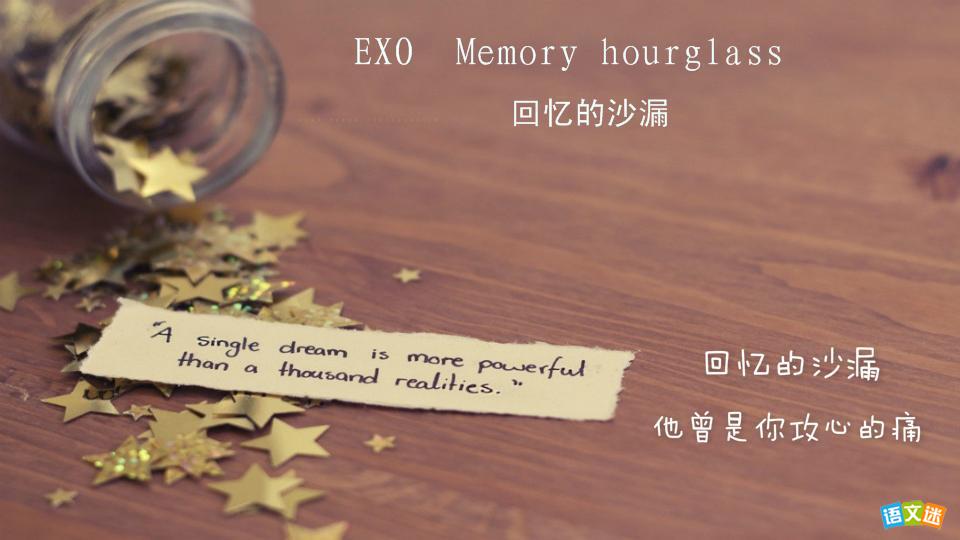 EXO Memory hourglass
回忆的沙漏
“A single dream is more powerful
than a thousand realities.”
回忆的沙漏
他曾是你攻心的痛
语文迷